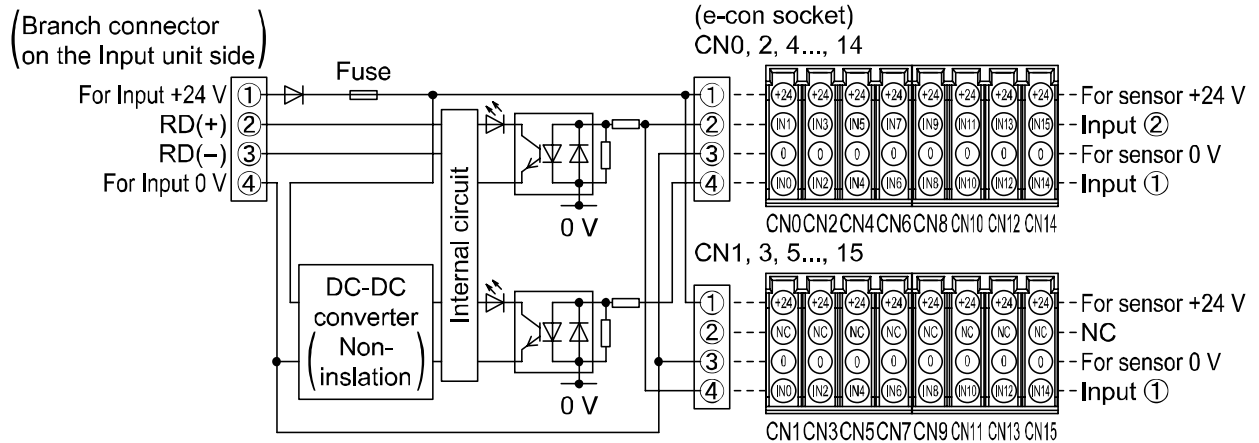 (Branch connector
on the Input unit side)
For Input +24 V ①
RD(+) ②
RD(−) ③
For Input 0 V ④
Fuse
Internal circuit
DC-DC
converter
(Non-
inslation)
0 V
0 V
(e-con socket)
CN0, 2, 4..., 14
① +24 +24 +24 +24 +24 +24 +24 +24 For sensor +24 V
② IN1 IN3 IN5 IN7 IN9 IN11 IN13 IN15 Input ②
③ 0 0 0 0 0 0 0 0 For sensor 0 V
④ IN0 IN2 IN4 IN6 IN8 IN10 IN12 IN14 Input ①
CN0 CN2 CN4 CN6 CN8 CN10 CN12 CN14
CN1, 3, 5..., 15
① +24 +24 +24 +24 +24 +24 +24 +24 For sensor +24 V
② NC NC NC NC NC NC NC NC NC
③ 0 0 0 0 0 0 0 0 For sensor 0 V
④ IN0 IN2 IN4 IN6 IN8 IN10 IN12 IN14 Input ①
CN1 CN3 CN5 CN7 CN9 CN11 CN13 CN15